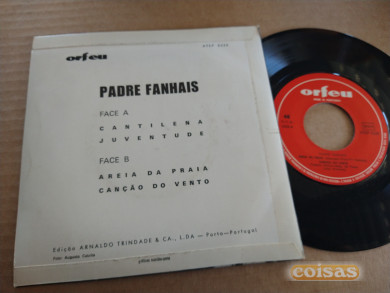 orfeu
PADRE FANHAIS
FACE A
CANTILENA
JUVENTUDE
FACE B
AREIA DA PRAIA
CANÇÃO DO VENTO
Edição ARNALDO TRINDADE & CA., L.DA — Porto—Portugal
orfeu
coisas